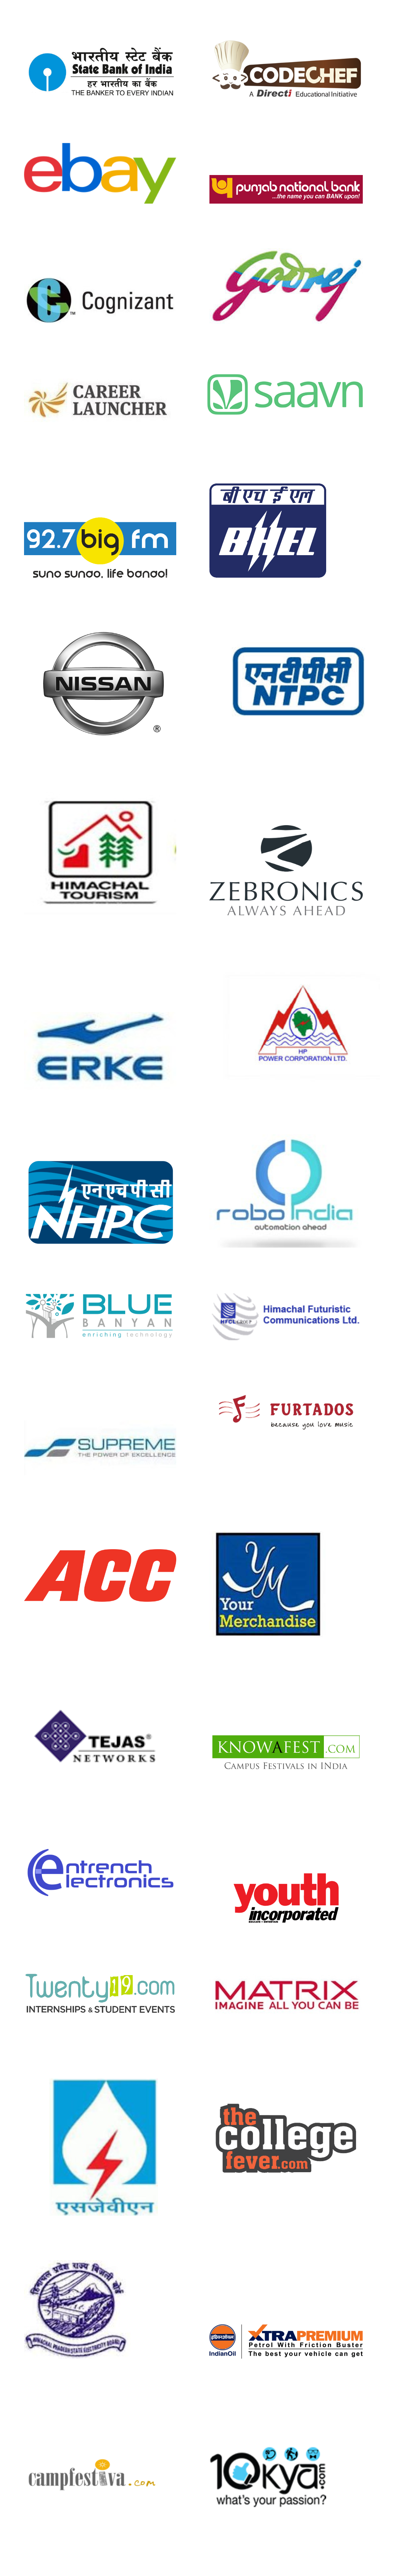 भारतीय स्टेट बैंक
State Bank of India
हर भारतीय का बैंक
THE BANKER TO EVERY INDIAN
CODECHEF
A Directi Educational Initiative
ebay
punjab national bank
...the name you can BANK upon!
Cognizant
TM
Godrej
CAREER
LAUNCHER
saavn
92.7 big fm
suno sunao, life banao!
बी एच ई एल
BHEL
NISSAN
®
एनटीपीसी
NTPC
HIMACHAL
TOURISM
ZEBRONICS
ALWAYS AHEAD
ERKE
HP
POWER CORPORATION LTD.
एन एच पी सी
NHPC
robo India
automation ahead
BLUE
BANYAN
enriching technology
HFCL
Himachal Futuristic
Communications Ltd.
FURTADOS
because you love music
SUPREME
THE POWER OF EXCELLENCE
ACC
YM
Your
Merchandise
TEJAS®
NETWORKS
KNOWAFEST.COM
CAMPUS FESTIVALS IN INDIA
entrench
electronics
youth
incorporated
Twenty19.com
INTERNSHIPS & STUDENT EVENTS
MATRIX
IMAGINE ALL YOU CAN BE
एसजेवीएन
the
college
fever.com
हिमाचल प्रदेश राज्य बिजली बोर्ड
HIMACHAL PRADESH STATE ELECTRICITY BOARD
इंडियनऑयल
IndianOil
XTRAPREMIUM
Petrol With Friction Buster
The best your vehicle can get
campfestiva.com
10kya.com
what's your passion?